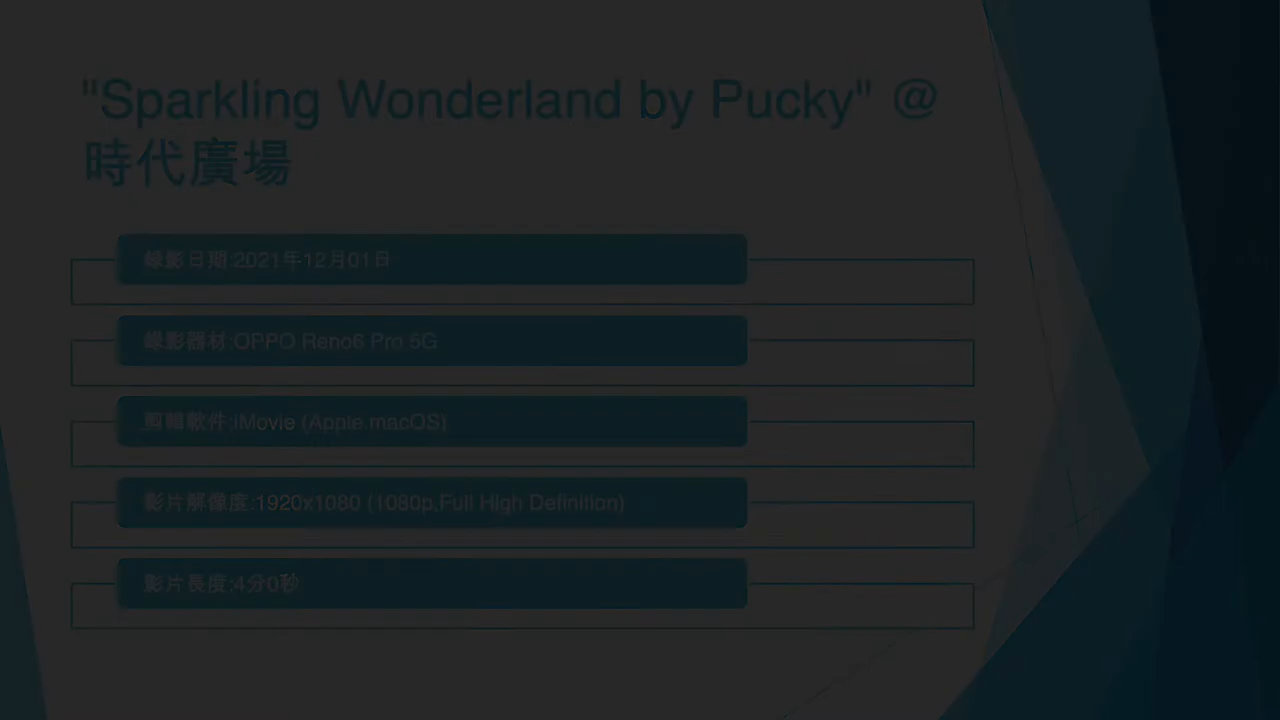 "Sparkling Wonderland by Pucky" @
時代廣場
錄影日期:2021年12月01日
錄影器材:OPPO Reno6 Pro 5G
剪輯軟件:iMovie (Apple macOS)
影片解像度:1920x1080 (1080p,Full High Definition)
影片長度:4分0秒